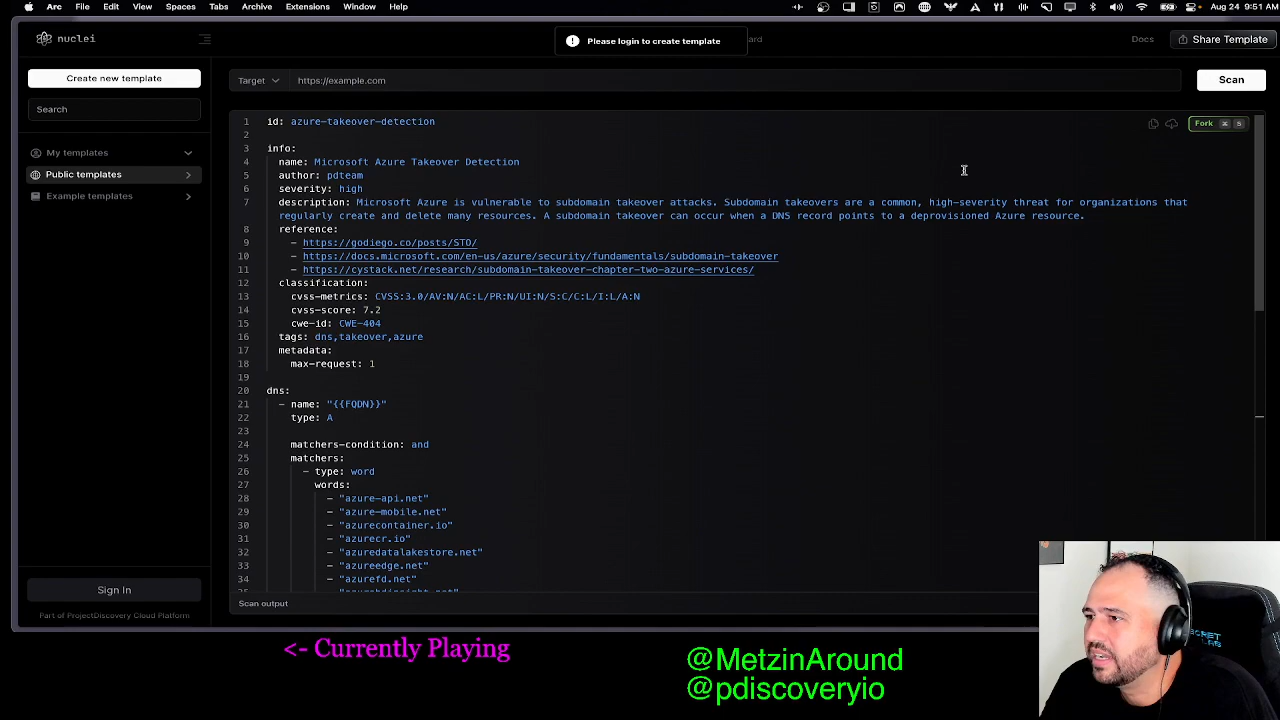 Arc File Edit View Spaces Tabs Archive Extensions Window Help Aug 24 9:51 AM
nuclei
Please login to create template
Docs
Share Template
Create new template
Target
https://example.com
Scan
Search
My templates
Public templates
Example templates
Fork ⌘ S
1 id: azure-takeover-detection
2
3 info:
4 name: Microsoft Azure Takeover Detection
5 author: pdteam
6 severity: high
7 description: Microsoft Azure is vulnerable to subdomain takeover attacks. Subdomain takeovers are a common, high-severity threat for organizations that
regularly create and delete many resources. A subdomain takeover can occur when a DNS record points to a deprovisioned Azure resource.
8 reference:
9 - https://godiego.co/posts/STO/
10 - https://docs.microsoft.com/en-us/azure/security/fundamentals/subdomain-takeover
11 - https://cystack.net/research/subdomain-takeover-chapter-two-azure-services/
12 classification:
13 cvss-metrics: CVSS:3.0/AV:N/AC:L/PR:N/UI:N/S:C/C:L/I:L/A:N
14 cvss-score: 7.2
15 cwe-id: CWE-404
16 tags: dns,takeover,azure
17 metadata:
18 max-request: 1
19
20 dns:
21 - name: "{{FQDN}}"
22 type: A
23
24 matchers-condition: and
25 matchers:
26 - type: word
27 words:
28 - "azure-api.net"
29 - "azure-mobile.net"
30 - "azurecontainer.io"
31 - "azurecr.io"
32 - "azuredatalakestore.net"
33 - "azureedge.net"
34 - "azurefd.net"
Sign In
Part of ProjectDiscovery Cloud Platform
Scan output
<- Currently Playing
@MetzinAround
@pdiscoveryio